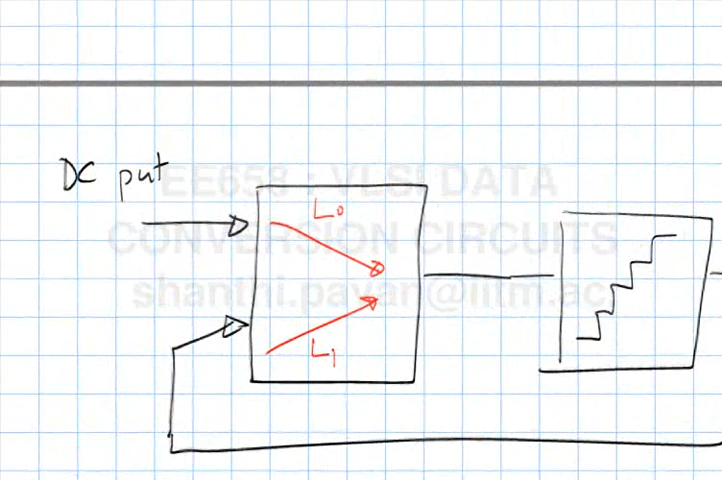 DC put
EE658 : VLSI DATA
CONVERSION CIRCUITS
shanthi.pavan@iitm.ac
L0
L1